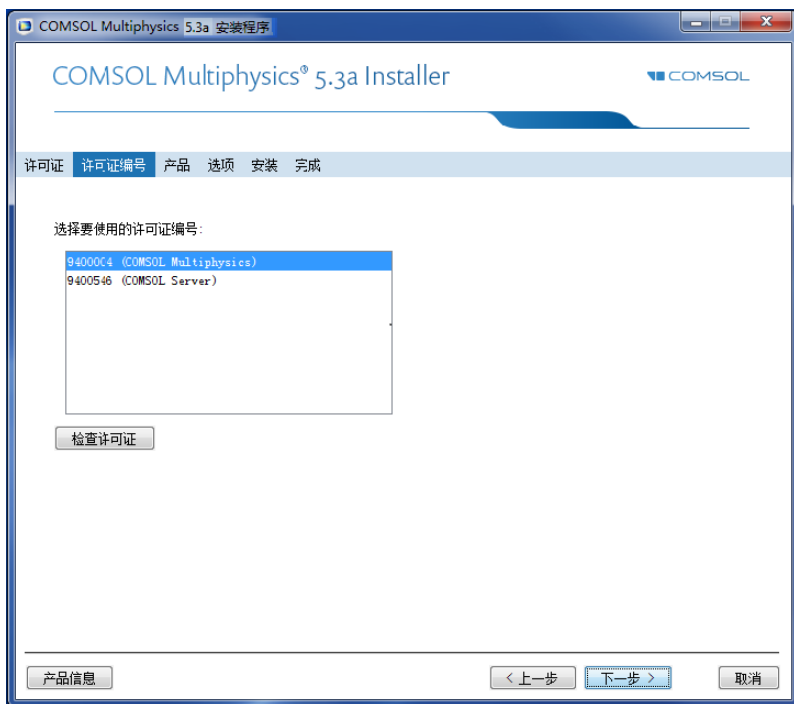 COMSOL Multiphysics 5.3a 安装程序
COMSOL Multiphysics® 5.3a Installer
COMSOL
许可证 许可证编号 产品 选项 安装 完成
选择要使用的许可证编号:
94000C4 (COMSOL Multiphysics)
9400546 (COMSOL Server)
检查许可证
产品信息 < 上一步 下一步 > 取消